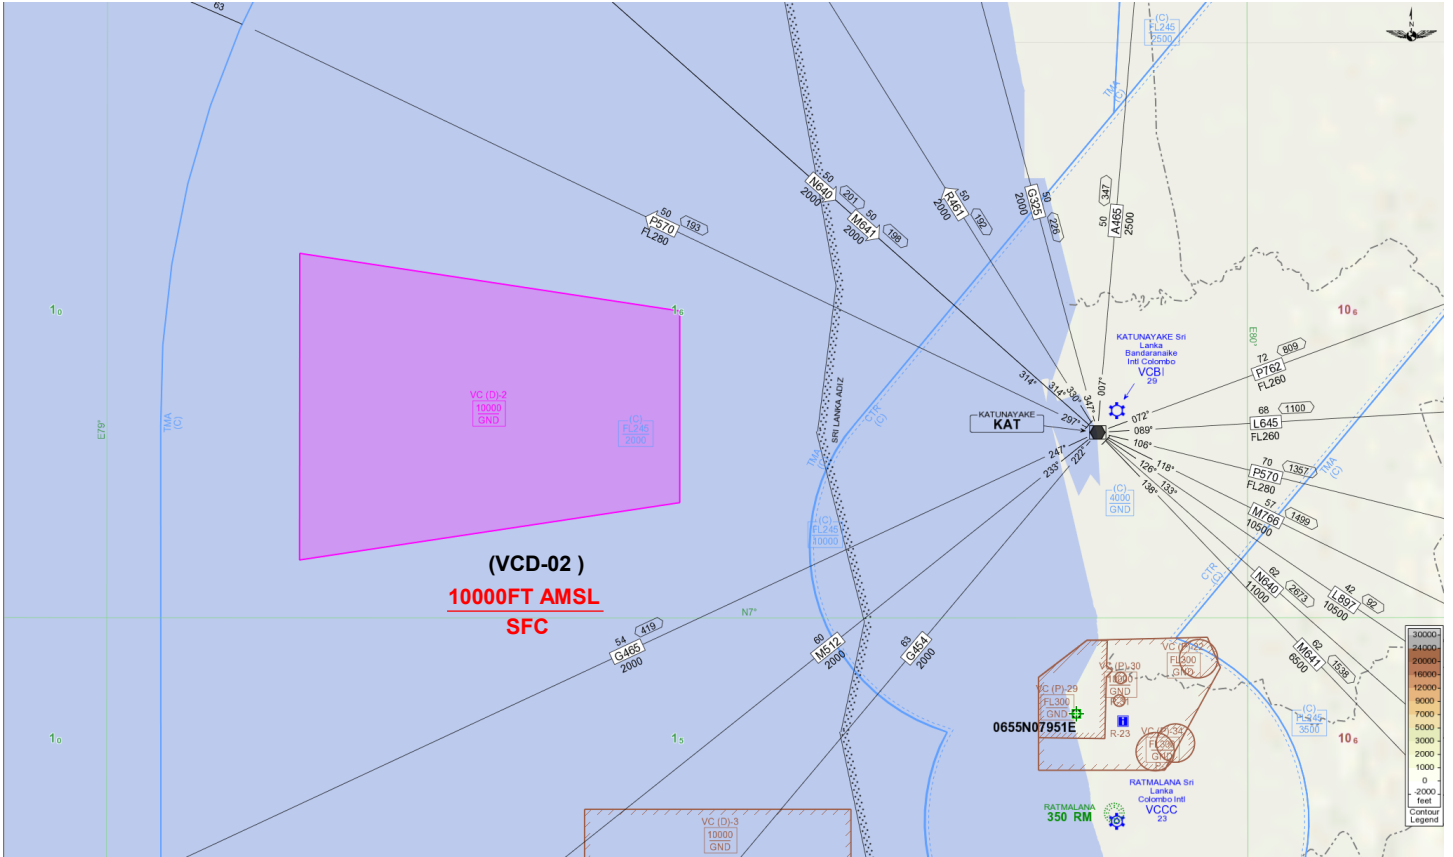 63
(C)
FL245
2500
N
TMA
(C)
50
N640
2000
201
50
M641
2000
198
50
P570
FL280
193
50
R461
2000
192
50
G325
2000
226
50
A465
2500
347
1₀
1₆
10₆
E79°
TMA
(C)
VC (D)-2
10000
GND
(C)
FL245
2000
SRI LANKA ADIZ
CTR
(C)
TMA
(C)
(C)
FL245
10000
KATUNAYAKE Sri
Lanka
Bandaranaike
Intl Colombo
VCBI
29
E80°
KATUNAYAKE
KAT
314°
314°
330°
347°
007°
297°
247°
233°
222°
072°
089°
106°
118°
133°
126°
138°
72
P762
FL260
809
68
L645
FL260
1100
70
P570
FL280
1357
57
M766
10500
1499
TMA
(C)
(C)
4000
GND
CTR
(C)
62
N640
11000
2673
42
L897
10500
92
62
M641
6500
1538
(VCD-02 )
10000FT AMSL
SFC
N7°
54
G465
2000
419
60
M512
2000
63
G454
2000
VC (P)-22
FL300
GND
VC (P)-30
10000
GND
VC (P)-29
FL300
GND
0655N07951E
R-23
VC (P)-34
FL300
GND
(C)
FL245
3500
1₀
1₅
10₆
RATMALANA Sri
Lanka
Colombo Intl
VCCC
23
RATMALANA
350 RM
VC (D)-3
10000
GND
30000
24000
20000
16000
12000
9000
7000
5000
3000
2000
1000
0
-2000
feet
Contour
Legend